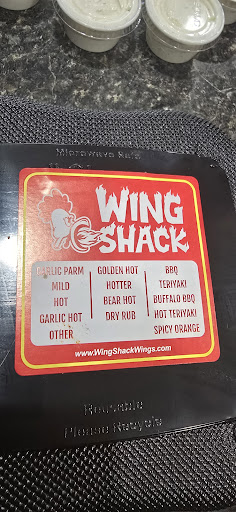 Microwave Safe
WING
SHACK
GARLIC PARM
MILD
HOT
GARLIC HOT
OTHER
GOLDEN HOT
HOTTER
BEAR HOT
DRY RUB
BBQ
TERIYAKI
BUFFALO BBQ
HOT TERIYAKI
SPICY ORANGE
www.WingShackWings.com
Reusable
Please Recycle